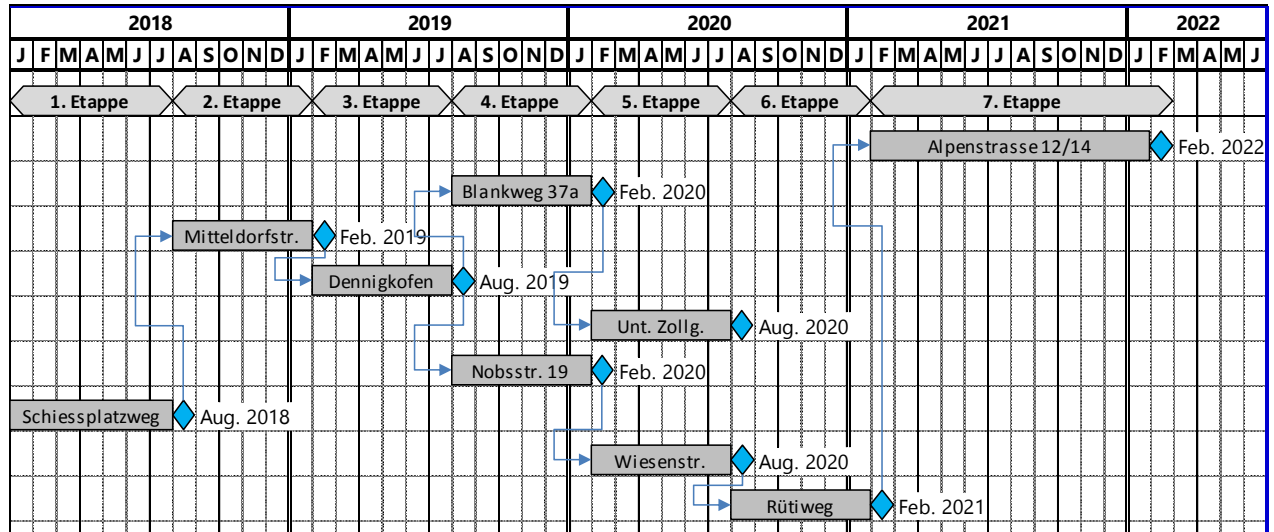 2018 2019 2020 2021 2022
J F M A M J J A S O N D J F M A M J J A S O N D J F M A M J J A S O N D J F M A M J J A S O N D J F M A M J
1. Etappe 2. Etappe 3. Etappe 4. Etappe 5. Etappe 6. Etappe 7. Etappe
Alpenstrasse 12/14 Feb. 2022
Blankweg 37a Feb. 2020
Mitteldorfstr. Feb. 2019
Dennigkofen Aug. 2019
Unt. Zollg. Aug. 2020
Nobsstr. 19 Feb. 2020
Schiessplatzweg Aug. 2018
Wiesenstr. Aug. 2020
Rütiweg Feb. 2021